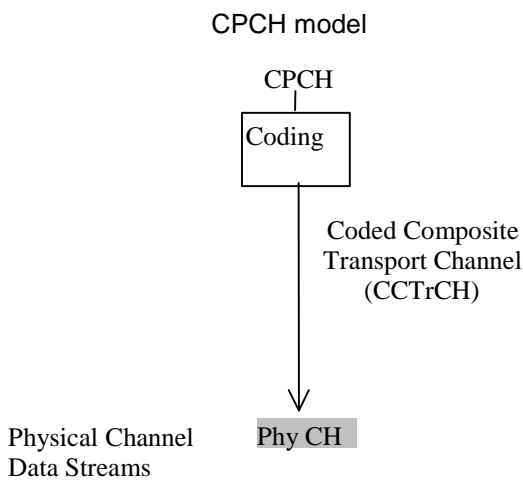 CPCH model
CPCH
Coding
Coded Composite
Transport Channel
(CCTrCH)
Physical Channel
Data Streams
Phy CH